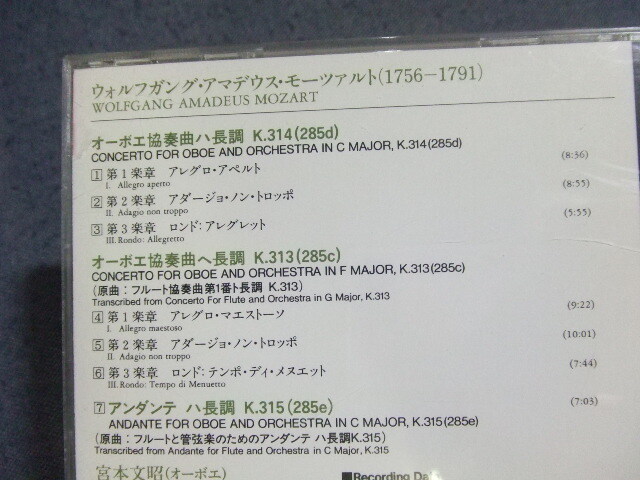 ウォルフガング・アマデウス・モーツァルト(1756−1791)
WOLFGANG AMADEUS MOZART
オーボエ協奏曲ハ長調 K.314(285d)
CONCERTO FOR OBOE AND ORCHESTRA IN C MAJOR, K.314(285d)
1 第1楽章 アレグロ・アペルト (8:36)
I. Allegro aperto
2 第2楽章 アダージョ・ノン・トロッポ (8:55)
II. Adagio non troppo
3 第3楽章 ロンド:アレグレット (5:55)
III. Rondo: Allegretto
オーボエ協奏曲ヘ長調 K.313(285c)
CONCERTO FOR OBOE AND ORCHESTRA IN F MAJOR, K.313(285c)
(原曲:フルート協奏曲第1番ト長調 K.313)
Transcribed from Concerto For Flute and Orchestra in G Major, K.313
4 第1楽章 アレグロ・マエストーソ (9:22)
I. Allegro maestoso
5 第2楽章 アダージョ・ノン・トロッポ (10:01)
II. Adagio non troppo
6 第3楽章 ロンド:テンポ・ディ・メヌエット (7:44)
III. Rondo: Tempo di Menuetto
7 アンダンテ ハ長調 K.315(285e) (7:03)
ANDANTE FOR OBOE AND ORCHESTRA IN C MAJOR, K.315(285e)
(原曲:フルートと管弦楽のためのアンダンテ ハ長調K.315)
Transcribed from Andante for Flute and Orchestra in C Major, K.315
宮本文昭(オーボエ)
■Recording Da